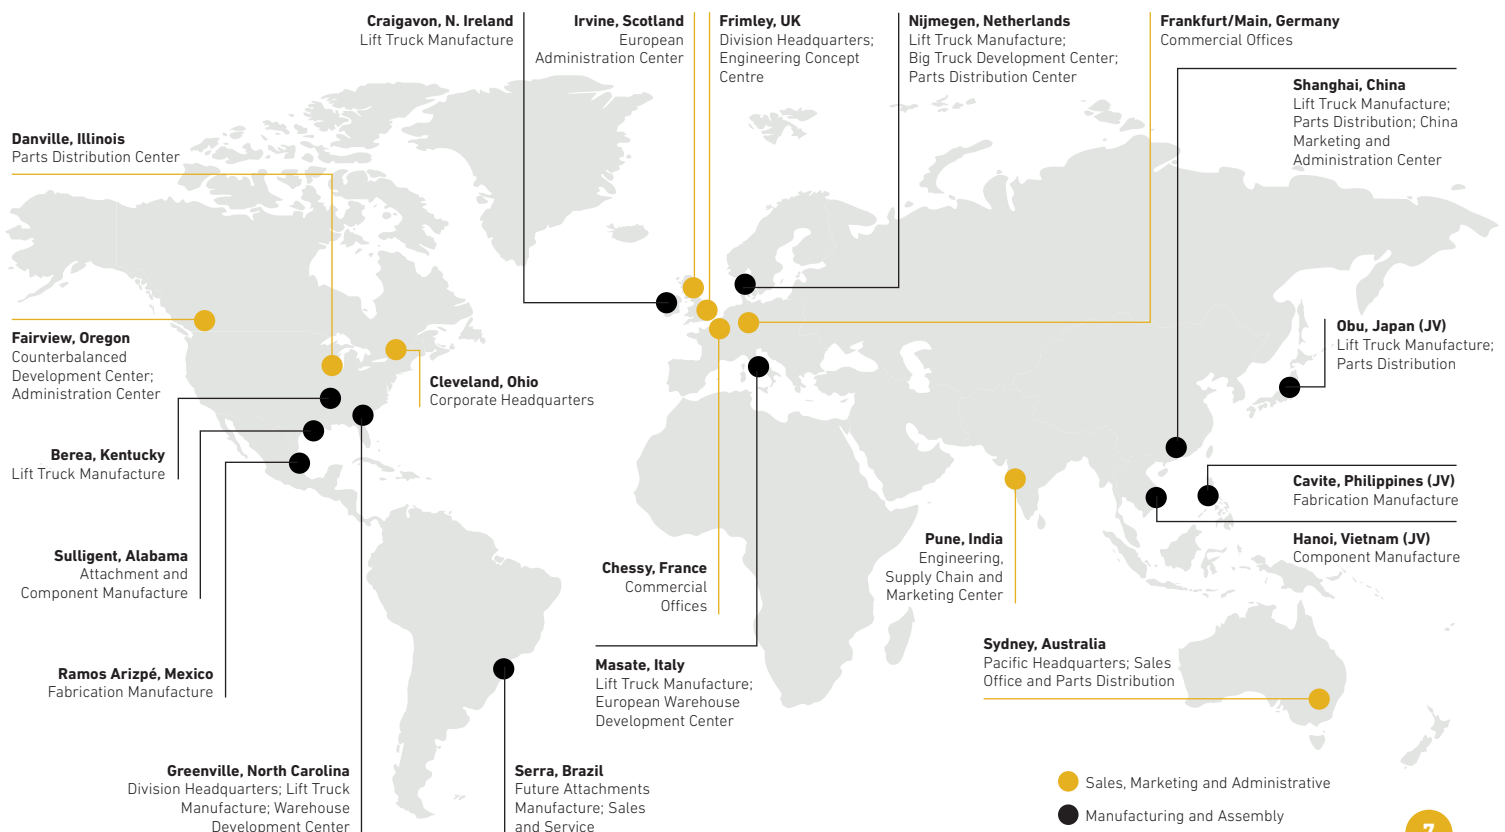 Craigavon, N. Ireland
Lift Truck Manufacture
Irvine, Scotland
European
Administration Center
Frimley, UK
Division Headquarters;
Engineering Concept
Centre
Nijmegen, Netherlands
Lift Truck Manufacture;
Big Truck Development Center;
Parts Distribution Center
Frankfurt/Main, Germany
Commercial Offices
Shanghai, China
Lift Truck Manufacture;
Parts Distribution; China
Marketing and
Administration Center
Danville, Illinois
Parts Distribution Center
Fairview, Oregon
Counterbalanced
Development Center;
Administration Center
Cleveland, Ohio
Corporate Headquarters
Obu, Japan (JV)
Lift Truck Manufacture;
Parts Distribution
Berea, Kentucky
Lift Truck Manufacture
Cavite, Philippines (JV)
Fabrication Manufacture
Hanoi, Vietnam (JV)
Component Manufacture
Sulligent, Alabama
Attachment and
Component Manufacture
Chessy, France
Commercial
Offices
Pune, India
Engineering,
Supply Chain and
Marketing Center
Ramos Arizpé, Mexico
Fabrication Manufacture
Masate, Italy
Lift Truck Manufacture;
European Warehouse
Development Center
Sydney, Australia
Pacific Headquarters; Sales
Office and Parts Distribution
Greenville, North Carolina
Division Headquarters; Lift Truck
Manufacture; Warehouse
Development Center
Serra, Brazil
Future Attachments
Manufacture; Sales
and Service
Sales, Marketing and Administrative
Manufacturing and Assembly
7